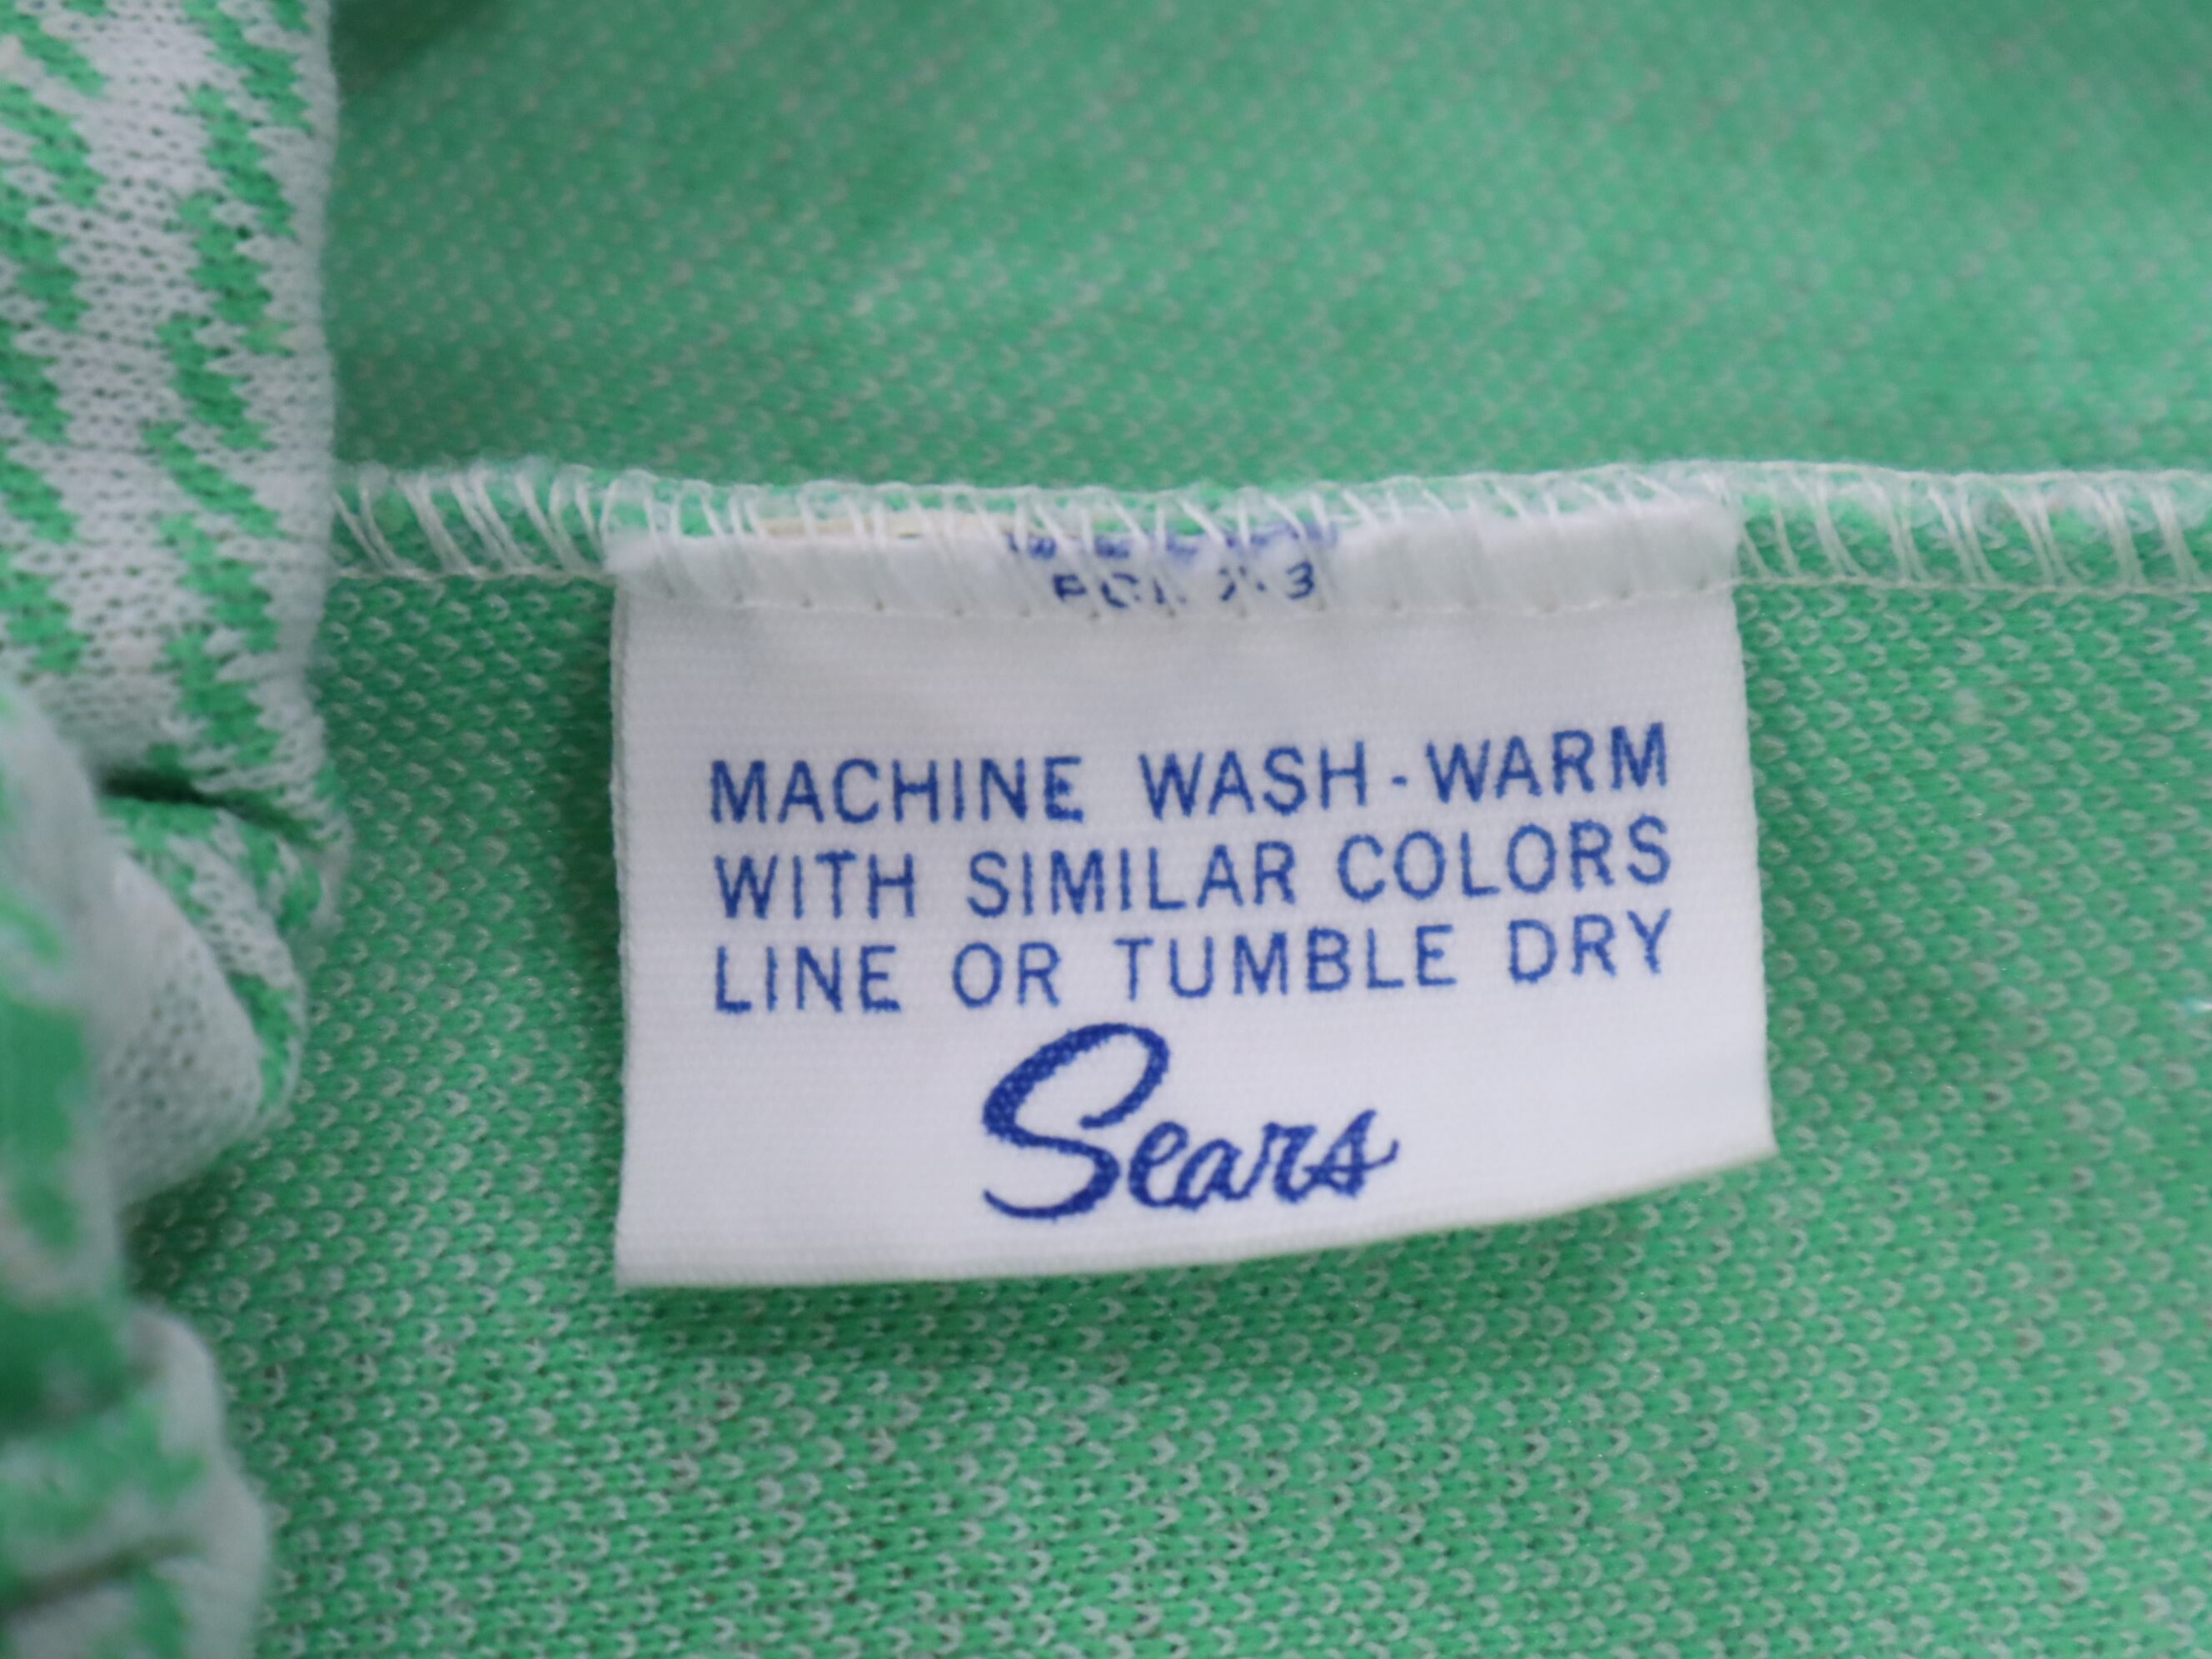 MACHINE WASH-WARM
WITH SIMILAR COLORS
LINE OR TUMBLE DRY
Sears